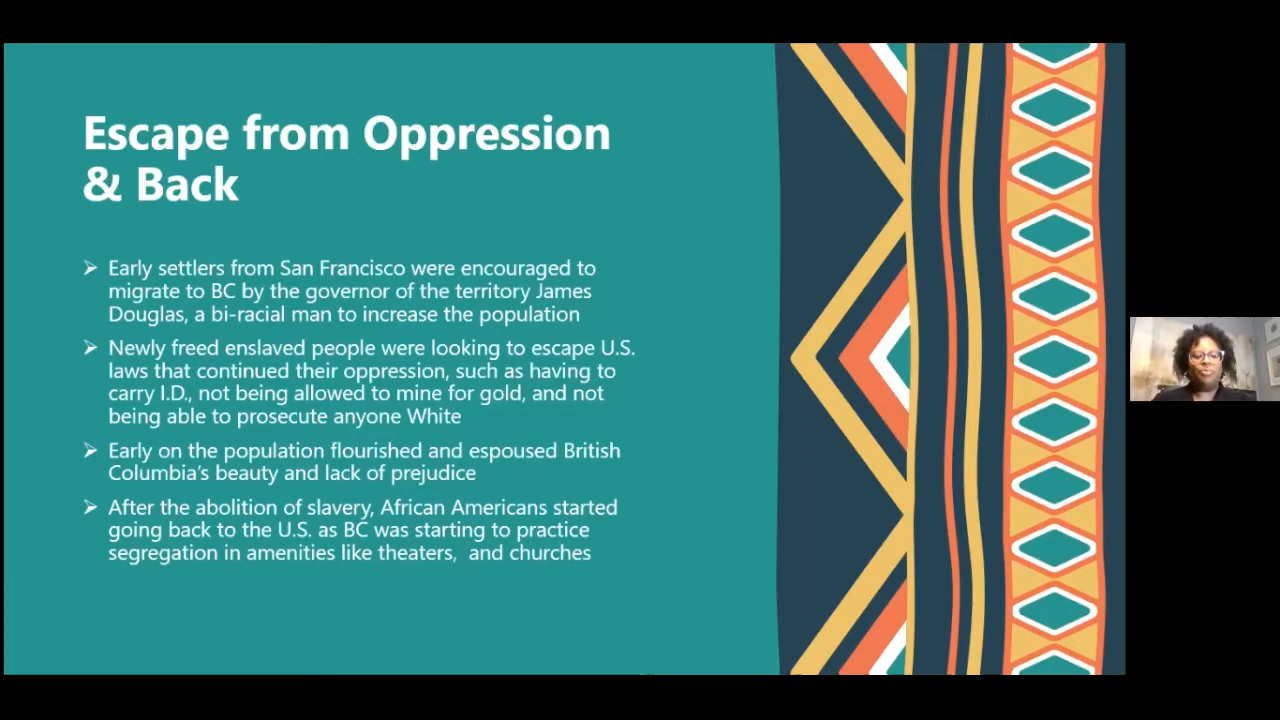 Escape from Oppression
& Back
➢ Early settlers from San Francisco were encouraged to
migrate to BC by the governor of the territory James
Douglas, a bi-racial man to increase the population
➢ Newly freed enslaved people were looking to escape U.S.
laws that continued their oppression, such as having to
carry I.D., not being allowed to mine for gold, and not
being able to prosecute anyone White
➢ Early on the population flourished and espoused British
Columbia's beauty and lack of prejudice
➢ After the abolition of slavery, African Americans started
going back to the U.S. as BC was starting to practice
segregation in amenities like theaters,  and churches